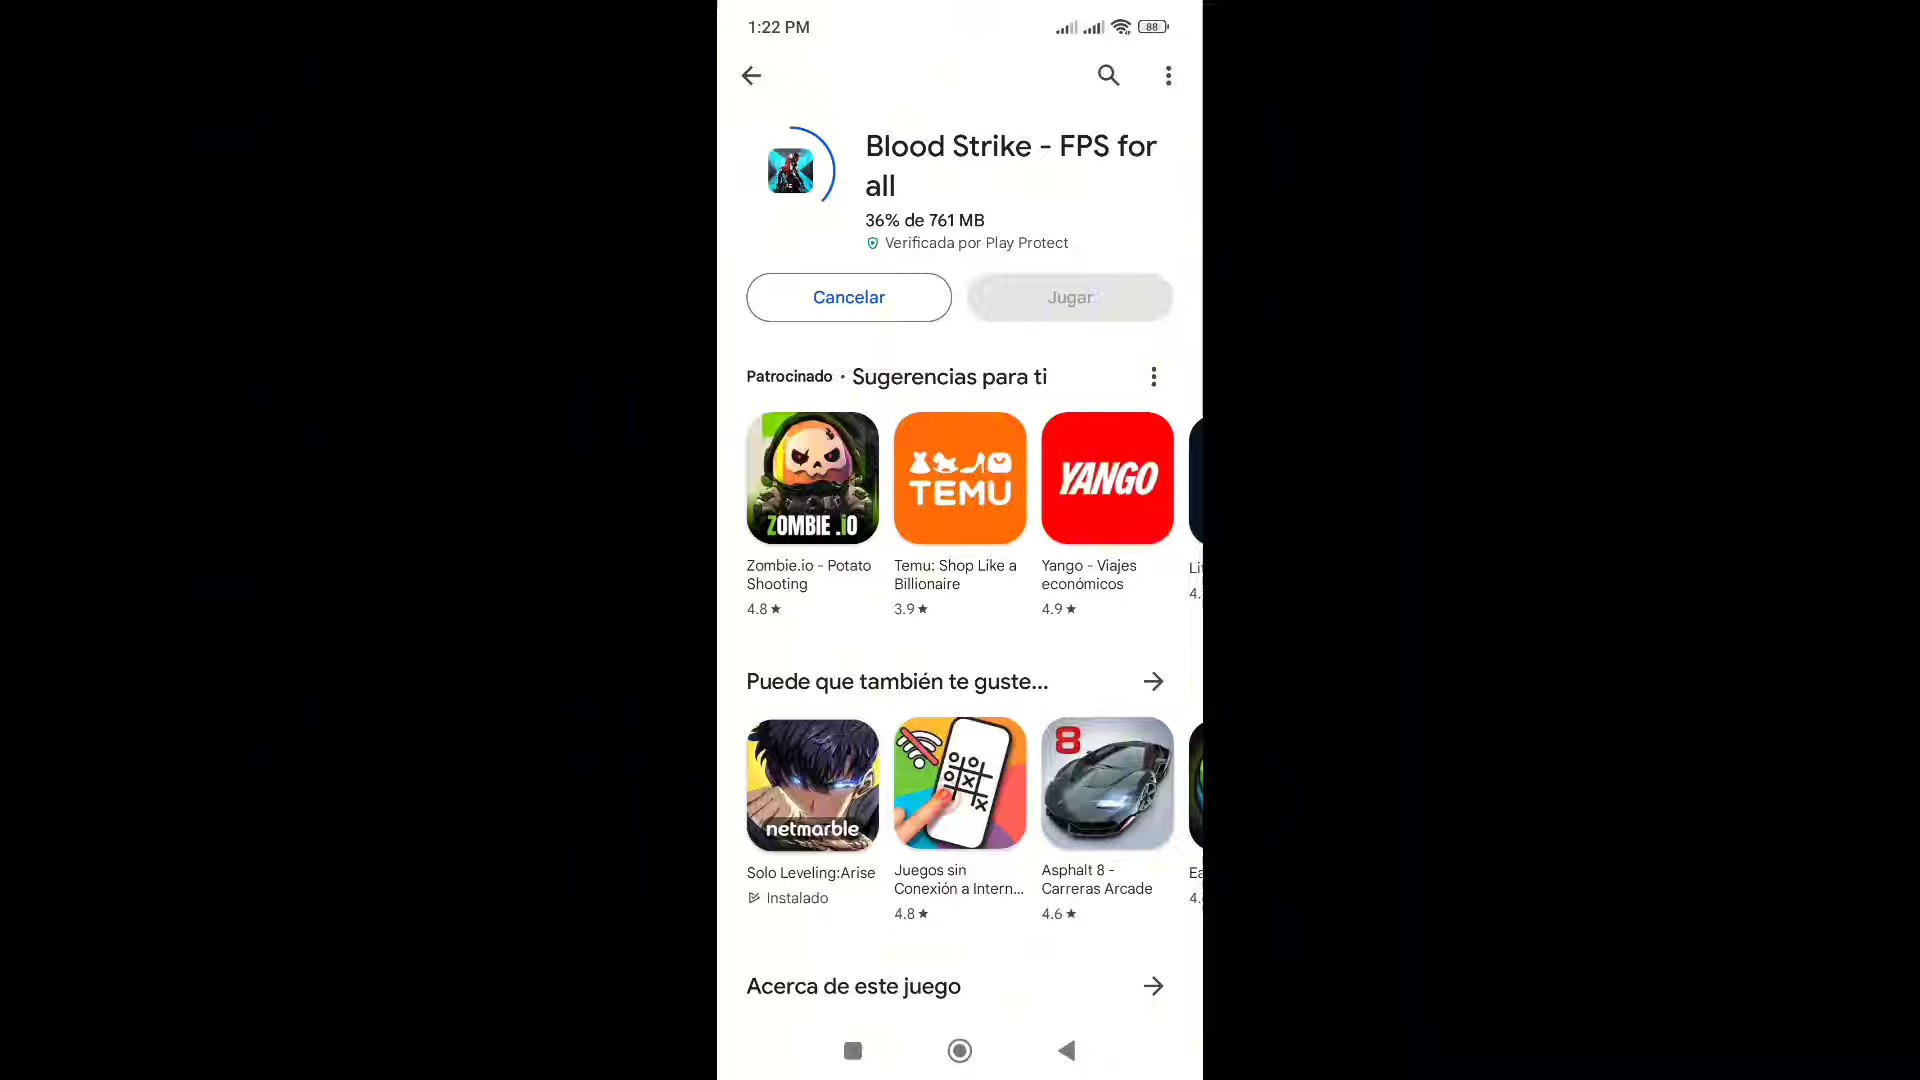 1:22 PM
88
Blood Strike - FPS for
all
36% de 761 MB
Verificada por Play Protect
Cancelar
Jugar
Patrocinado · Sugerencias para ti
ZOMBIE.iO
TEMU
YANGO
Zombie.io - Potato
Shooting
Temu: Shop Like a
Billionaire
Yango - Viajes
económicos
Li
4.8 ★
3.9 ★
4.9 ★
4.
Puede que también te guste...
netmarble
8
Solo Leveling:Arise
Instalado
Juegos sin
Conexión a Intern...
4.8 ★
Asphalt 8 -
Carreras Arcade
4.6 ★
Ea
4.
Acerca de este juego